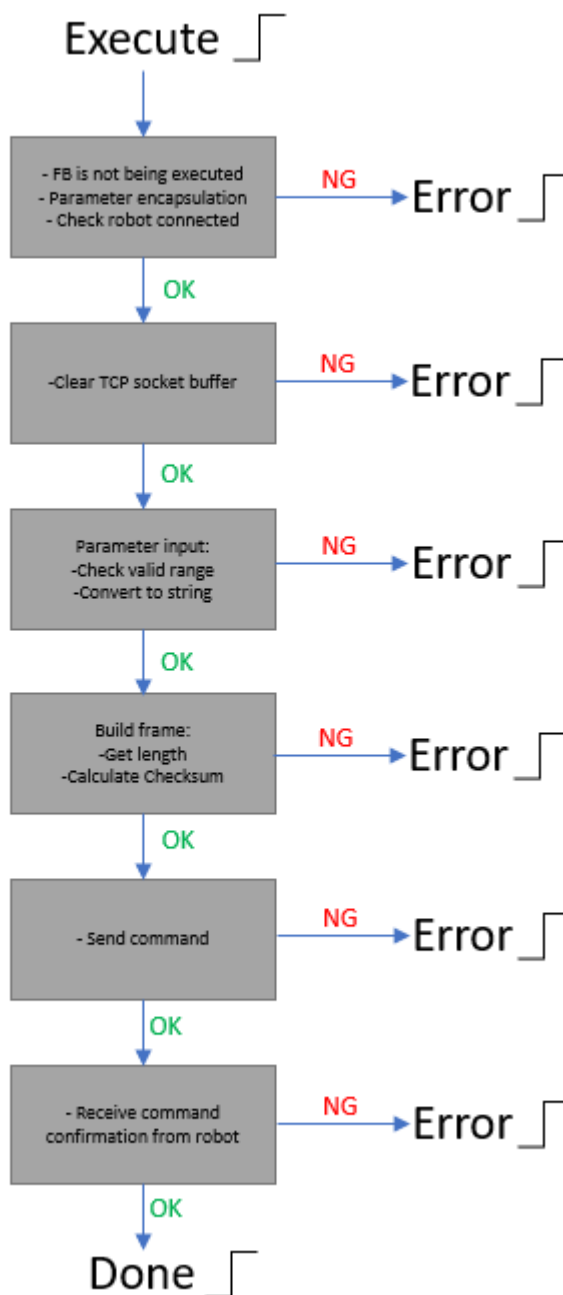 Execute
- FB is not being executed
- Parameter encapsulation
- Check robot connected
NG
Error
OK
-Clear TCP socket buffer
NG
Error
OK
Parameter input:
-Check valid range
-Convert to string
NG
Error
OK
Build frame:
-Get length
-Calculate Checksum
NG
Error
OK
- Send command
NG
Error
OK
- Receive command
confirmation from robot
NG
Error
OK
Done